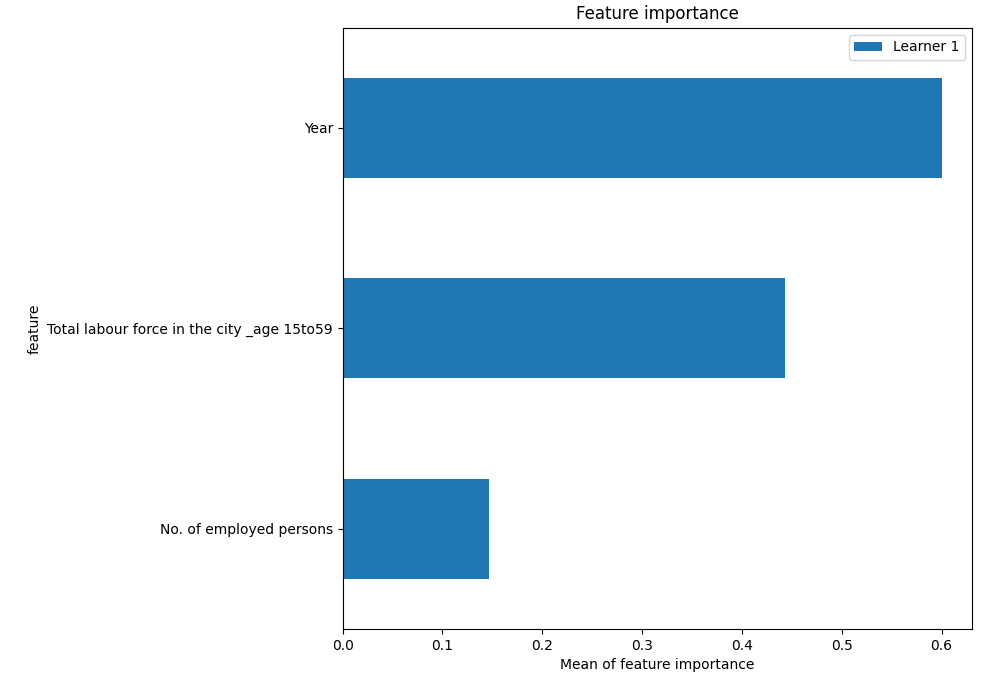 Feature importance
Learner 1
Year
Total labour force in the city _age 15to59
No. of employed persons
feature
0.0 0.1 0.2 0.3 0.4 0.5 0.6
Mean of feature importance